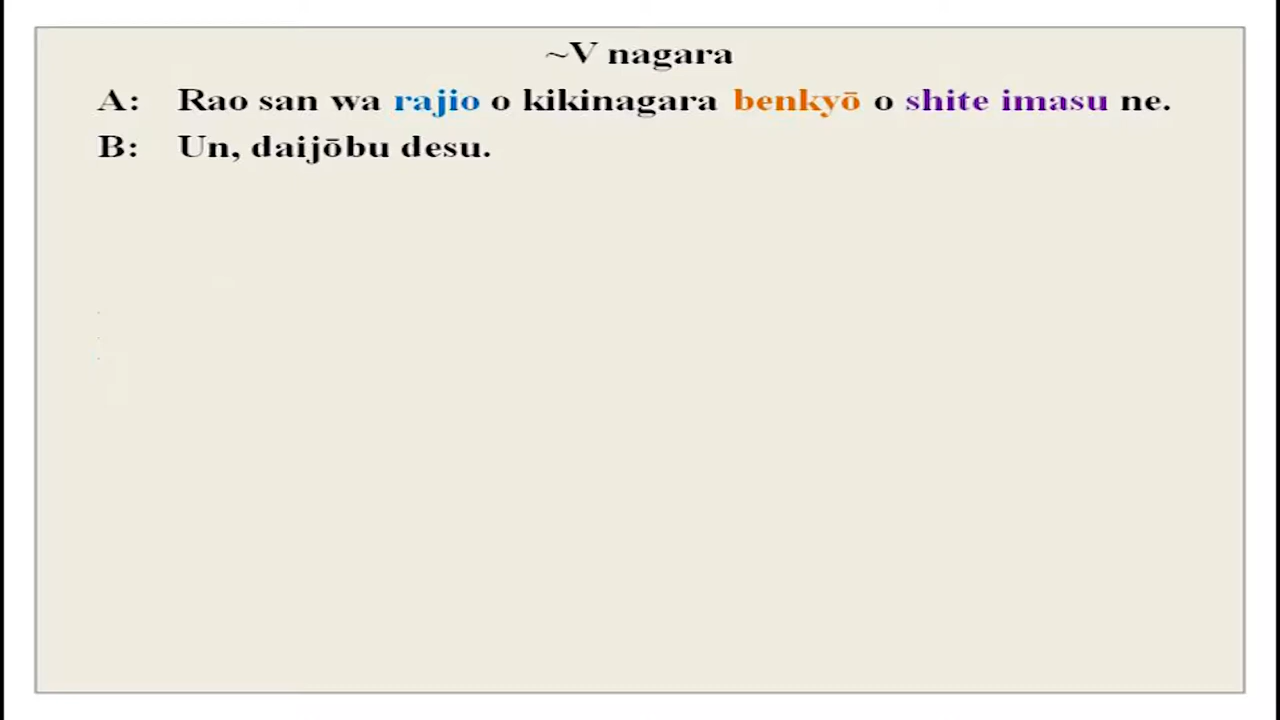 ~V nagara
A: Rao san wa rajio o kikinagara benkyō o shite imasu ne.
B: Un, daijōbu desu.